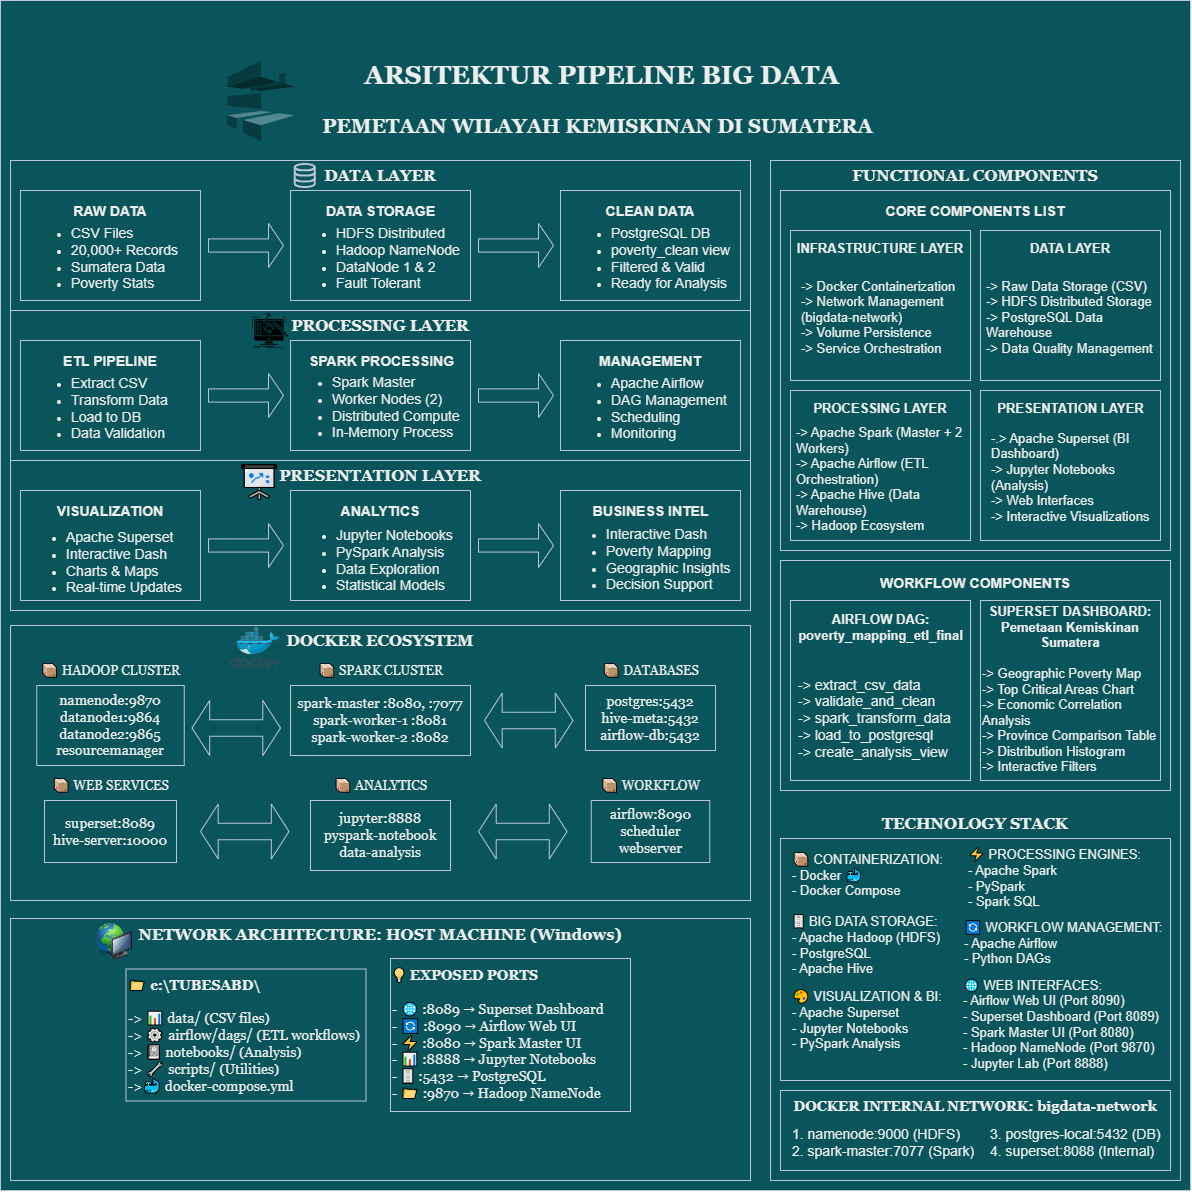 ARSITEKTUR PIPELINE BIG DATA
PEMETAAN WILAYAH KEMISKINAN DI SUMATERA
DATA LAYER
RAW DATA
• CSV Files
• 20,000+ Records
• Sumatera Data
• Poverty Stats
DATA STORAGE
• HDFS Distributed
• Hadoop NameNode
• DataNode 1 & 2
• Fault Tolerant
CLEAN DATA
• PostgreSQL DB
• poverty_clean view
• Filtered & Valid
• Ready for Analysis
PROCESSING LAYER
ETL PIPELINE
• Extract CSV
• Transform Data
• Load to DB
• Data Validation
SPARK PROCESSING
• Spark Master
• Worker Nodes (2)
• Distributed Compute
• In-Memory Process
MANAGEMENT
• Apache Airflow
• DAG Management
• Scheduling
• Monitoring
PRESENTATION LAYER
VISUALIZATION
• Apache Superset
• Interactive Dash
• Charts & Maps
• Real-time Updates
ANALYTICS
• Jupyter Notebooks
• PySpark Analysis
• Data Exploration
• Statistical Models
BUSINESS INTEL
• Interactive Dash
• Poverty Mapping
• Geographic Insights
• Decision Support
docker
DOCKER ECOSYSTEM
HADOOP CLUSTER
namenode:9870
datanode1:9864
datanode2:9865
resourcemanager
SPARK CLUSTER
spark-master :8080, :7077
spark-worker-1 :8081
spark-worker-2 :8082
DATABASES
postgres:5432
hive-meta:5432
airflow-db:5432
WEB SERVICES
superset:8089
hive-server:10000
ANALYTICS
jupyter:8888
pyspark-notebook
data-analysis
WORKFLOW
airflow:8090
scheduler
webserver
NETWORK ARCHITECTURE: HOST MACHINE (Windows)
c:\TUBESABD\
-> data/ (CSV files)
-> airflow/dags/ (ETL workflows)
-> notebooks/ (Analysis)
-> scripts/ (Utilities)
-> docker-compose.yml
EXPOSED PORTS
- :8089 → Superset Dashboard
- :8090 → Airflow Web UI
- :8080 → Spark Master UI
- :8888 → Jupyter Notebooks
- :5432 → PostgreSQL
- :9870 → Hadoop NameNode
FUNCTIONAL COMPONENTS
CORE COMPONENTS LIST
INFRASTRUCTURE LAYER
-> Docker Containerization
-> Network Management
(bigdata-network)
-> Volume Persistence
-> Service Orchestration
DATA LAYER
-> Raw Data Storage (CSV)
-> HDFS Distributed Storage
-> PostgreSQL Data
Warehouse
-> Data Quality Management
PROCESSING LAYER
-> Apache Spark (Master + 2
Workers)
-> Apache Airflow (ETL
Orchestration)
-> Apache Hive (Data
Warehouse)
-> Hadoop Ecosystem
PRESENTATION LAYER
-.> Apache Superset (BI
Dashboard)
-> Jupyter Notebooks
(Analysis)
-> Web Interfaces
-> Interactive Visualizations
WORKFLOW COMPONENTS
AIRFLOW DAG:
poverty_mapping_etl_final
-> extract_csv_data
-> validate_and_clean
-> spark_transform_data
-> load_to_postgresql
-> create_analysis_view
SUPERSET DASHBOARD:
Pemetaan Kemiskinan
Sumatera
-> Geographic Poverty Map
-> Top Critical Areas Chart
-> Economic Correlation
Analysis
-> Province Comparison Table
-> Distribution Histogram
-> Interactive Filters
TECHNOLOGY STACK
CONTAINERIZATION:
- Docker
- Docker Compose
BIG DATA STORAGE:
- Apache Hadoop (HDFS)
- PostgreSQL
- Apache Hive
VISUALIZATION & BI:
- Apache Superset
- Jupyter Notebooks
- PySpark Analysis
PROCESSING ENGINES:
- Apache Spark
- PySpark
- Spark SQL
WORKFLOW MANAGEMENT:
- Apache Airflow
- Python DAGs
WEB INTERFACES:
- Airflow Web UI (Port 8090)
- Superset Dashboard (Port 8089)
- Spark Master UI (Port 8080)
- Hadoop NameNode (Port 9870)
- Jupyter Lab (Port 8888)
DOCKER INTERNAL NETWORK: bigdata-network
1. namenode:9000 (HDFS)
2. spark-master:7077 (Spark)
3. postgres-local:5432 (DB)
4. superset:8088 (Internal)